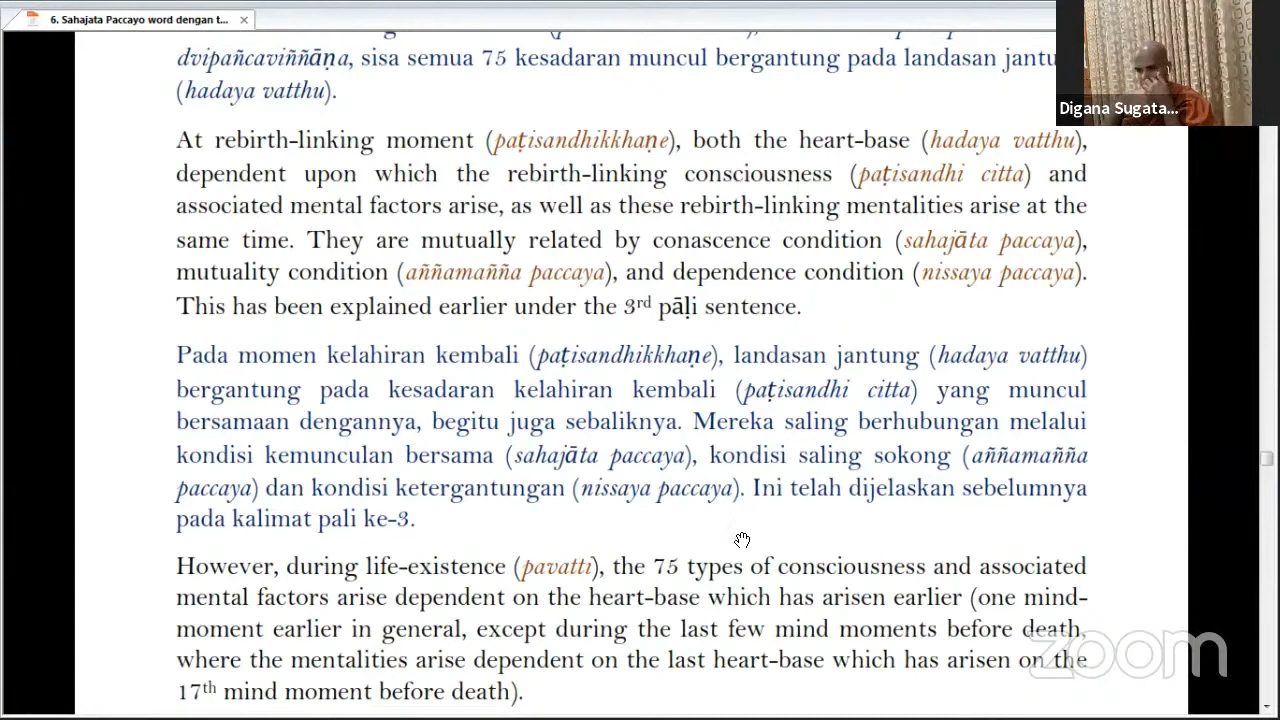 6. Sahajata Paccayo word dengan t...
dvipañcaviññāṇa, sisa semua 75 kesadaran muncul bergantung pada landasan
(hadaya vatthu).
Digana Sugata...
At rebirth-linking moment (paṭisandhikkhaṇe), both the heart-base (hadaya vatthu),
dependent upon which the rebirth-linking consciousness (paṭisandhi citta) and
associated mental factors arise, as well as these rebirth-linking mentalities arise at the
same time. They are mutually related by conascence condition (sahajāta paccaya),
mutuality condition (aññamañña paccaya), and dependence condition (nissaya paccaya).
This has been explained earlier under the 3rd pāḷi sentence.
Pada momen kelahiran kembali (paṭisandhikkhaṇe), landasan jantung (hadaya vatthu)
bergantung pada kesadaran kelahiran kembali (paṭisandhi citta) yang muncul
bersamaan dengannya, begitu juga sebaliknya. Mereka saling berhubungan melalui
kondisi kemunculan bersama (sahajāta paccaya), kondisi saling sokong (aññamañña
paccaya) dan kondisi ketergantungan (nissaya paccaya). Ini telah dijelaskan sebelumnya
pada kalimat pali ke-3.
However, during life-existence (pavatti), the 75 types of consciousness and associated
mental factors arise dependent on the heart-base which has arisen earlier (one mind-
moment earlier in general, except during the last few mind moments before death,
where the mentalities arise dependent on the last heart-base which has arisen on the
17th mind moment before death).
zoom